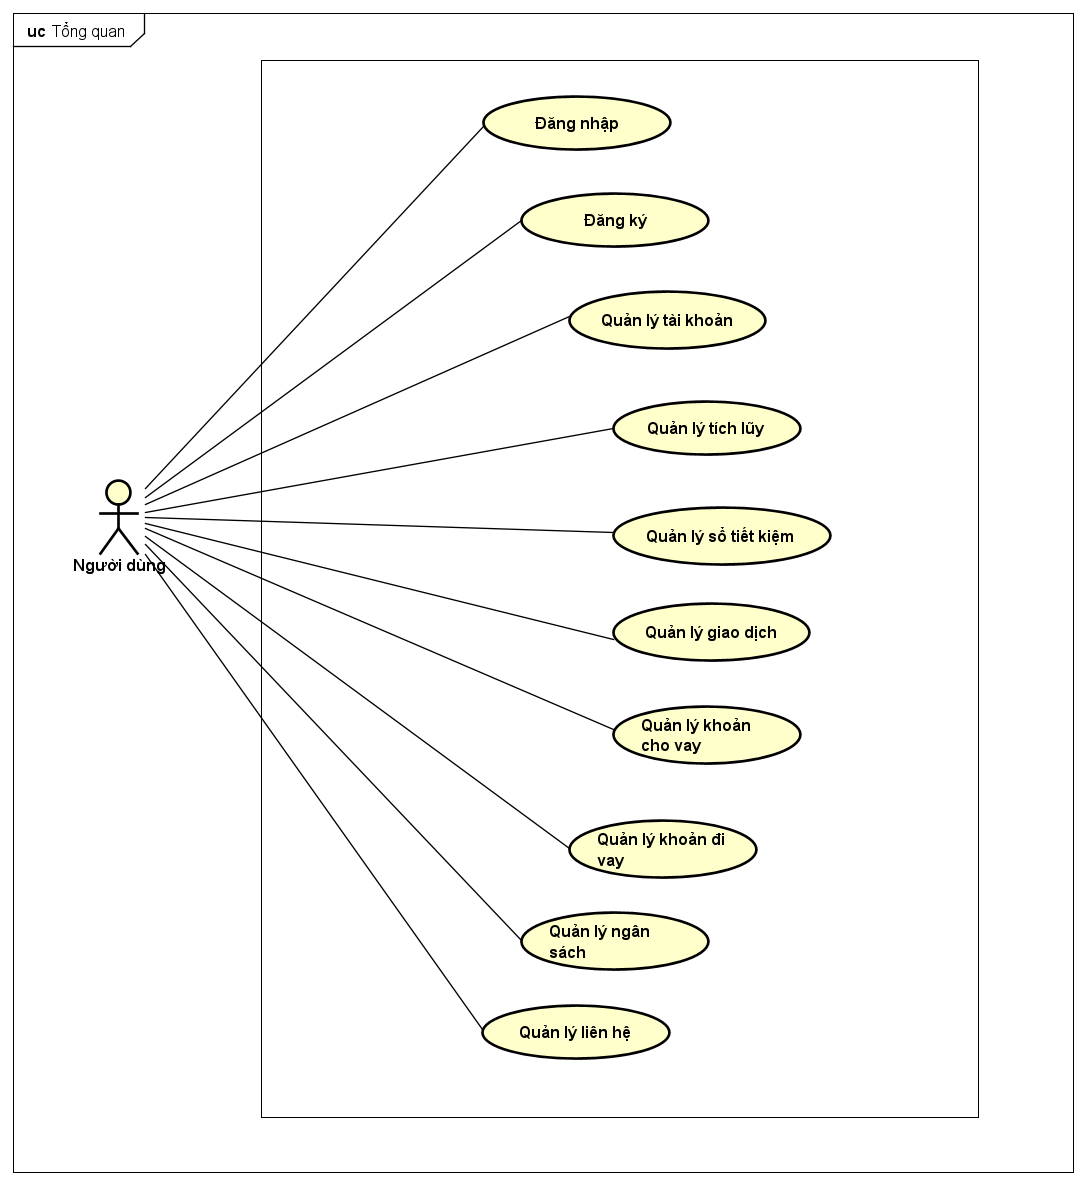 uc Tổng quan
Đăng nhập
Đăng ký
Quản lý tài khoản
Quản lý tích lũy
Người dùng
Quản lý sổ tiết kiệm
Quản lý giao dịch
Quản lý khoản
cho vay
Quản lý khoản đi
vay
Quản lý ngân
sách
Quản lý liên hệ